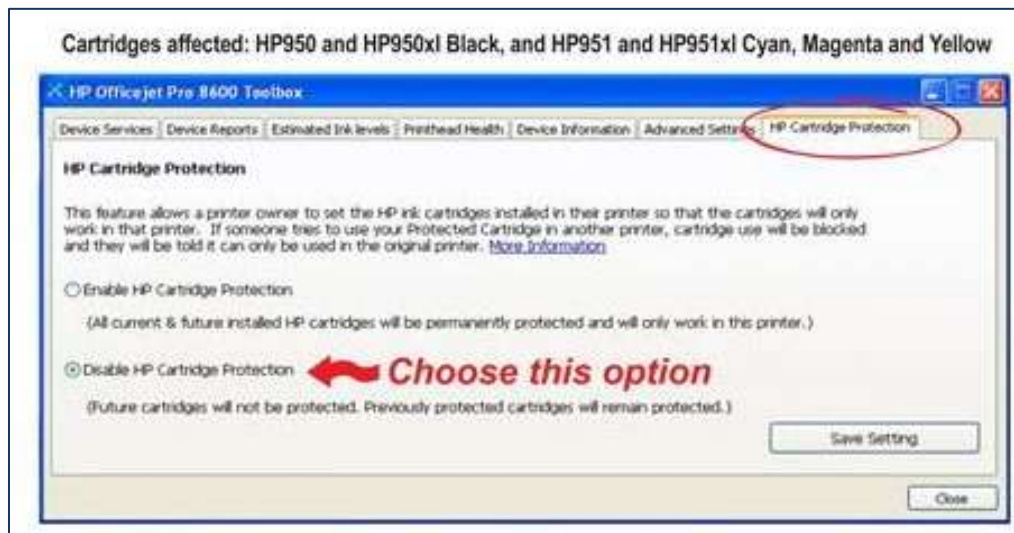 Cartridges affected: HP950 and HP950xl Black, and HP951 and HP951xl Cyan, Magenta and Yellow
HP Officejet Pro 8600 Toolbox
Device Services Device Reports Estimated Ink levels Printhead Health Device Information Advanced Settings HP Cartridge Protection
HP Cartridge Protection
This feature allows a printer owner to set the HP ink cartridges installed in their printer so that the cartridges will only
work in that printer. If someone tries to use your Protected Cartridge in another printer, cartridge use will be blocked
and they will be told it can only be used in the original printer. More Information
Enable HP Cartridge Protection
(All current & future installed HP cartridges will be permanently protected and will only work in this printer.)
Disable HP Cartridge Protection Choose this option
(Future cartridges will not be protected. Previously protected cartridges will remain protected.)
Save Setting
Close